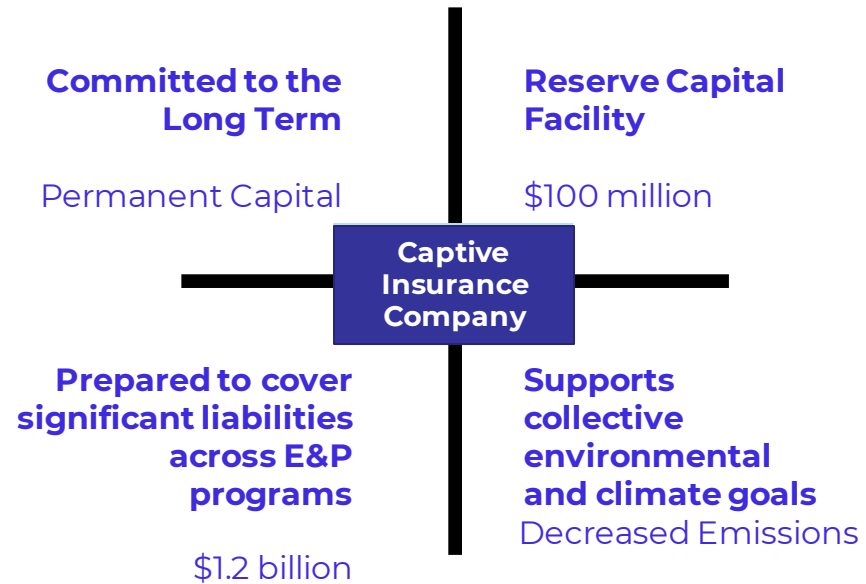 Committed to the
Long Term
Permanent Capital
Reserve Capital
Facility
$100 million
Captive
Insurance
Company
Prepared to cover
significant liabilities
across E&P
programs
$1.2 billion
Supports
collective
environmental
and climate goals
Decreased Emissions